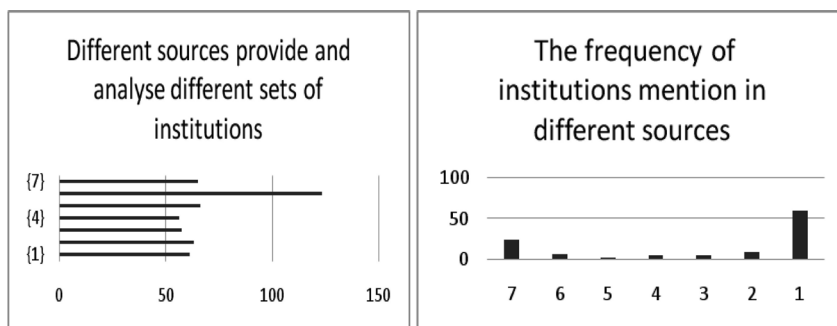 Different sources provide and
analyse different sets of
institutions
{7}
{4}
{1}
0 50 100 150
The frequency of
institutions mention in
different sources
100
50
0
7 6 5 4 3 2 1